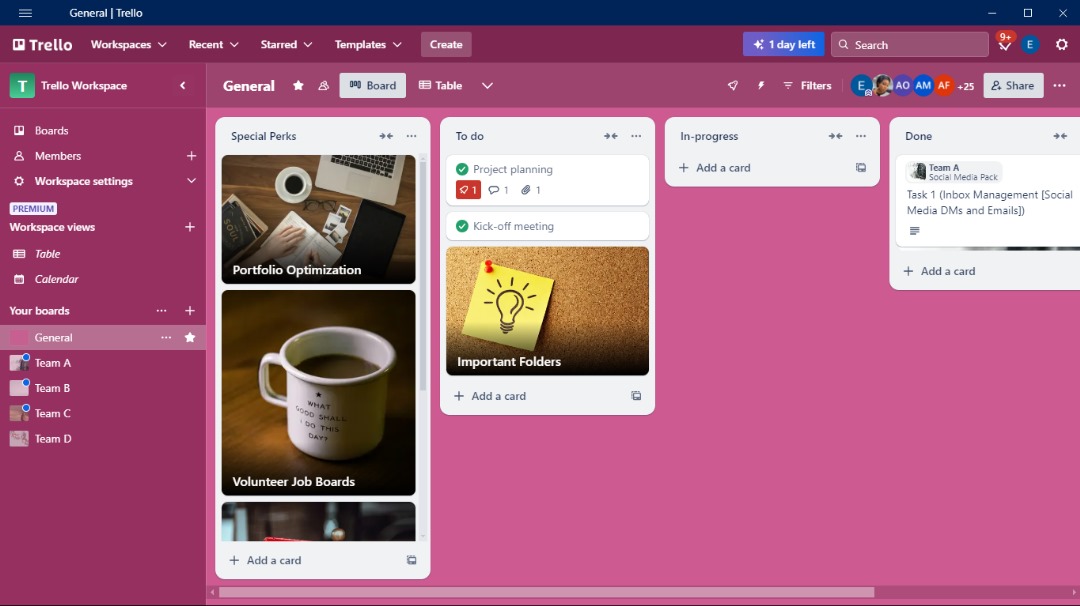 General | Trello
Trello
Workspaces
Recent
Starred
Templates
Create
1 day left
Search
9+
E
T
Trello Workspace
General
Board
Table
Filters
E
AO
AM
AF
+25
Share
Boards
Members
Workspace settings
PREMIUM
Workspace views
Table
Calendar
Your boards
General
Team A
Team B
Team C
Team D
Special Perks
SOUL
Portfolio Optimization
WHAT
GOOD SHALL
I DO THIS
DAY?
Volunteer Job Boards
Add a card
To do
Project planning
1
1
1
Kick-off meeting
Important Folders
Add a card
In-progress
Add a card
Done
Team A
Social Media Pack
Task 1 (Inbox Management [Social
Media DMs and Emails])
Add a card